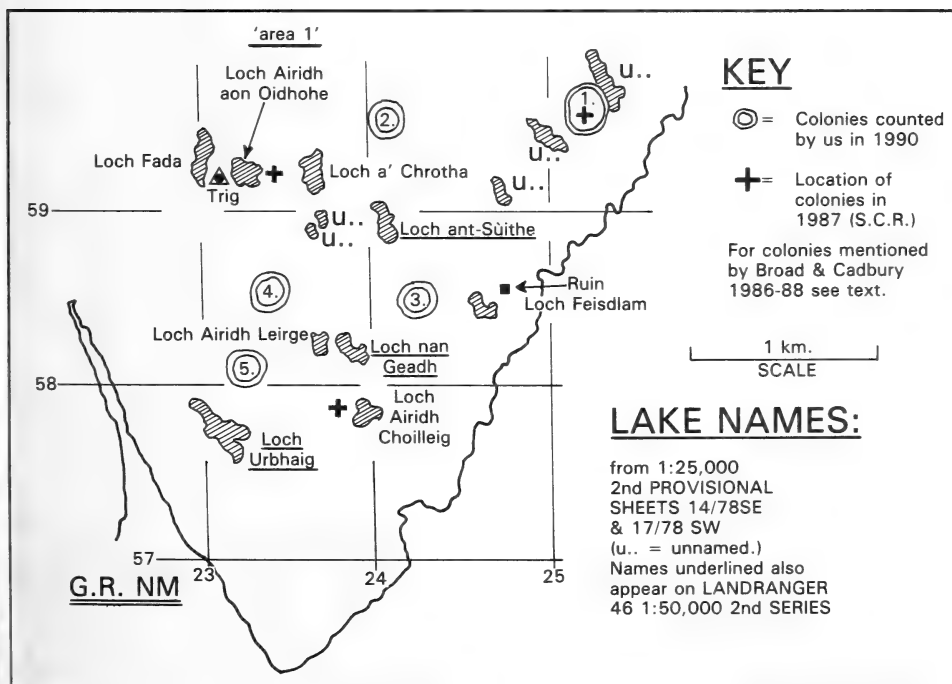 'area 1'
Loch Airidh
aon Oidhohe
Loch Fada
Trig
Loch a' Chrotha
2.
1.
u..
u..
u..
59
u..
u..
Loch ant-Sùithe
4.
3.
Ruin
Loch Feisdlam
Loch Airidh Leirge
Loch nan
Geadh
5.
58
Loch
Airidh
Choilleig
Loch
Urbhaig
57
23
24
25
G.R. NM
KEY
= Colonies counted
by us in 1990
= Location of
colonies in
1987 (S.C.R.)
For colonies mentioned
by Broad & Cadbury
1986-88 see text.
1 km.
SCALE
LAKE NAMES:
from 1:25,000
2nd PROVISIONAL
SHEETS 14/78SE
& 17/78 SW
(u.. = unnamed.)
Names underlined also
appear on LANDRANGER
46 1:50,000 2nd SERIES